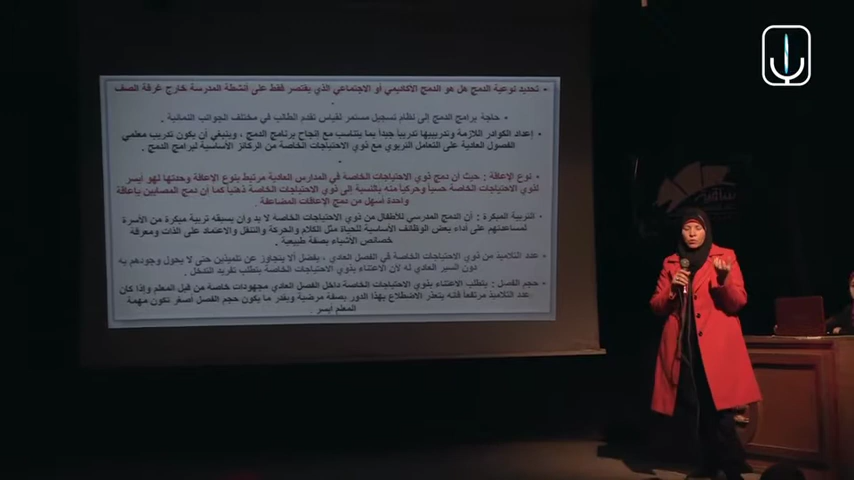 • تحديد نوعية الدمج هل هو الدمج الأكاديمي أو الاجتماعي الذي يقتصر فقط على أنشطة المدرسة خارج غرفة الصف
.
• حاجة برامج الدمج إلى نظام تسجيل مستمر لقياس تقدم الطالب في مختلف الجوانب النمائية .
• إعداد الكوادر اللازمة وتدريبها تدريباً جيداً بما يتناسب مع إنجاح برنامج الدمج ، وينبغي أن يكون تدريب معلمي
الفصول العادية على التعامل التربوي مع ذوي الاحتياجات الخاصة من الركائز الأساسية لبرامج الدمج .
• نوع الإعاقة : حيث أن دمج ذوي الاحتياجات الخاصة في المدارس العادية مرتبط بنوع الإعاقة وحدتها لهو أيسر
لذوي الاحتياجات الخاصة حسياً وحركياً منه بالنسبة إلى ذوي الاحتياجات الخاصة ذهنياً كما أن دمج المصابين بإعاقة
واحدة أسهل من دمج الإعاقات المضاعفة .
• التربية المبكرة : أن الدمج المدرسي للأطفال من ذوي الاحتياجات الخاصة لا بد وأن يسبقه تربية مبكرة من الأسرة
لمساعدتهم على أداء بعض الوظائف الأساسية للحياة مثل الكلام والحركة والتنقل والاعتماد على الذات ومعرفة
خصائص الأشياء بصفة طبيعية .
• عدد التلاميذ من ذوي الاحتياجات الخاصة في الفصل العادي ، يفضل ألا يتجاوز عن تلميذين حتى لا يحول وجودهم به
دون السير العادي له لان الاعتناء بذوي الاحتياجات الخاصة يتطلب تفريد التدخل .
• حجم الفصل : يتطلب الاعتناء بذوي الاحتياجات الخاصة داخل الفصل العادي مجهودات خاصة من قبل المعلم وإذا كان
عدد التلاميذ مرتفعاً فإنه يتعذر الاضطلاع بهذا الدور بصفة مرضية وبقدر ما يكون حجم الفصل أصغر تكون مهمة
المعلم أيسر .